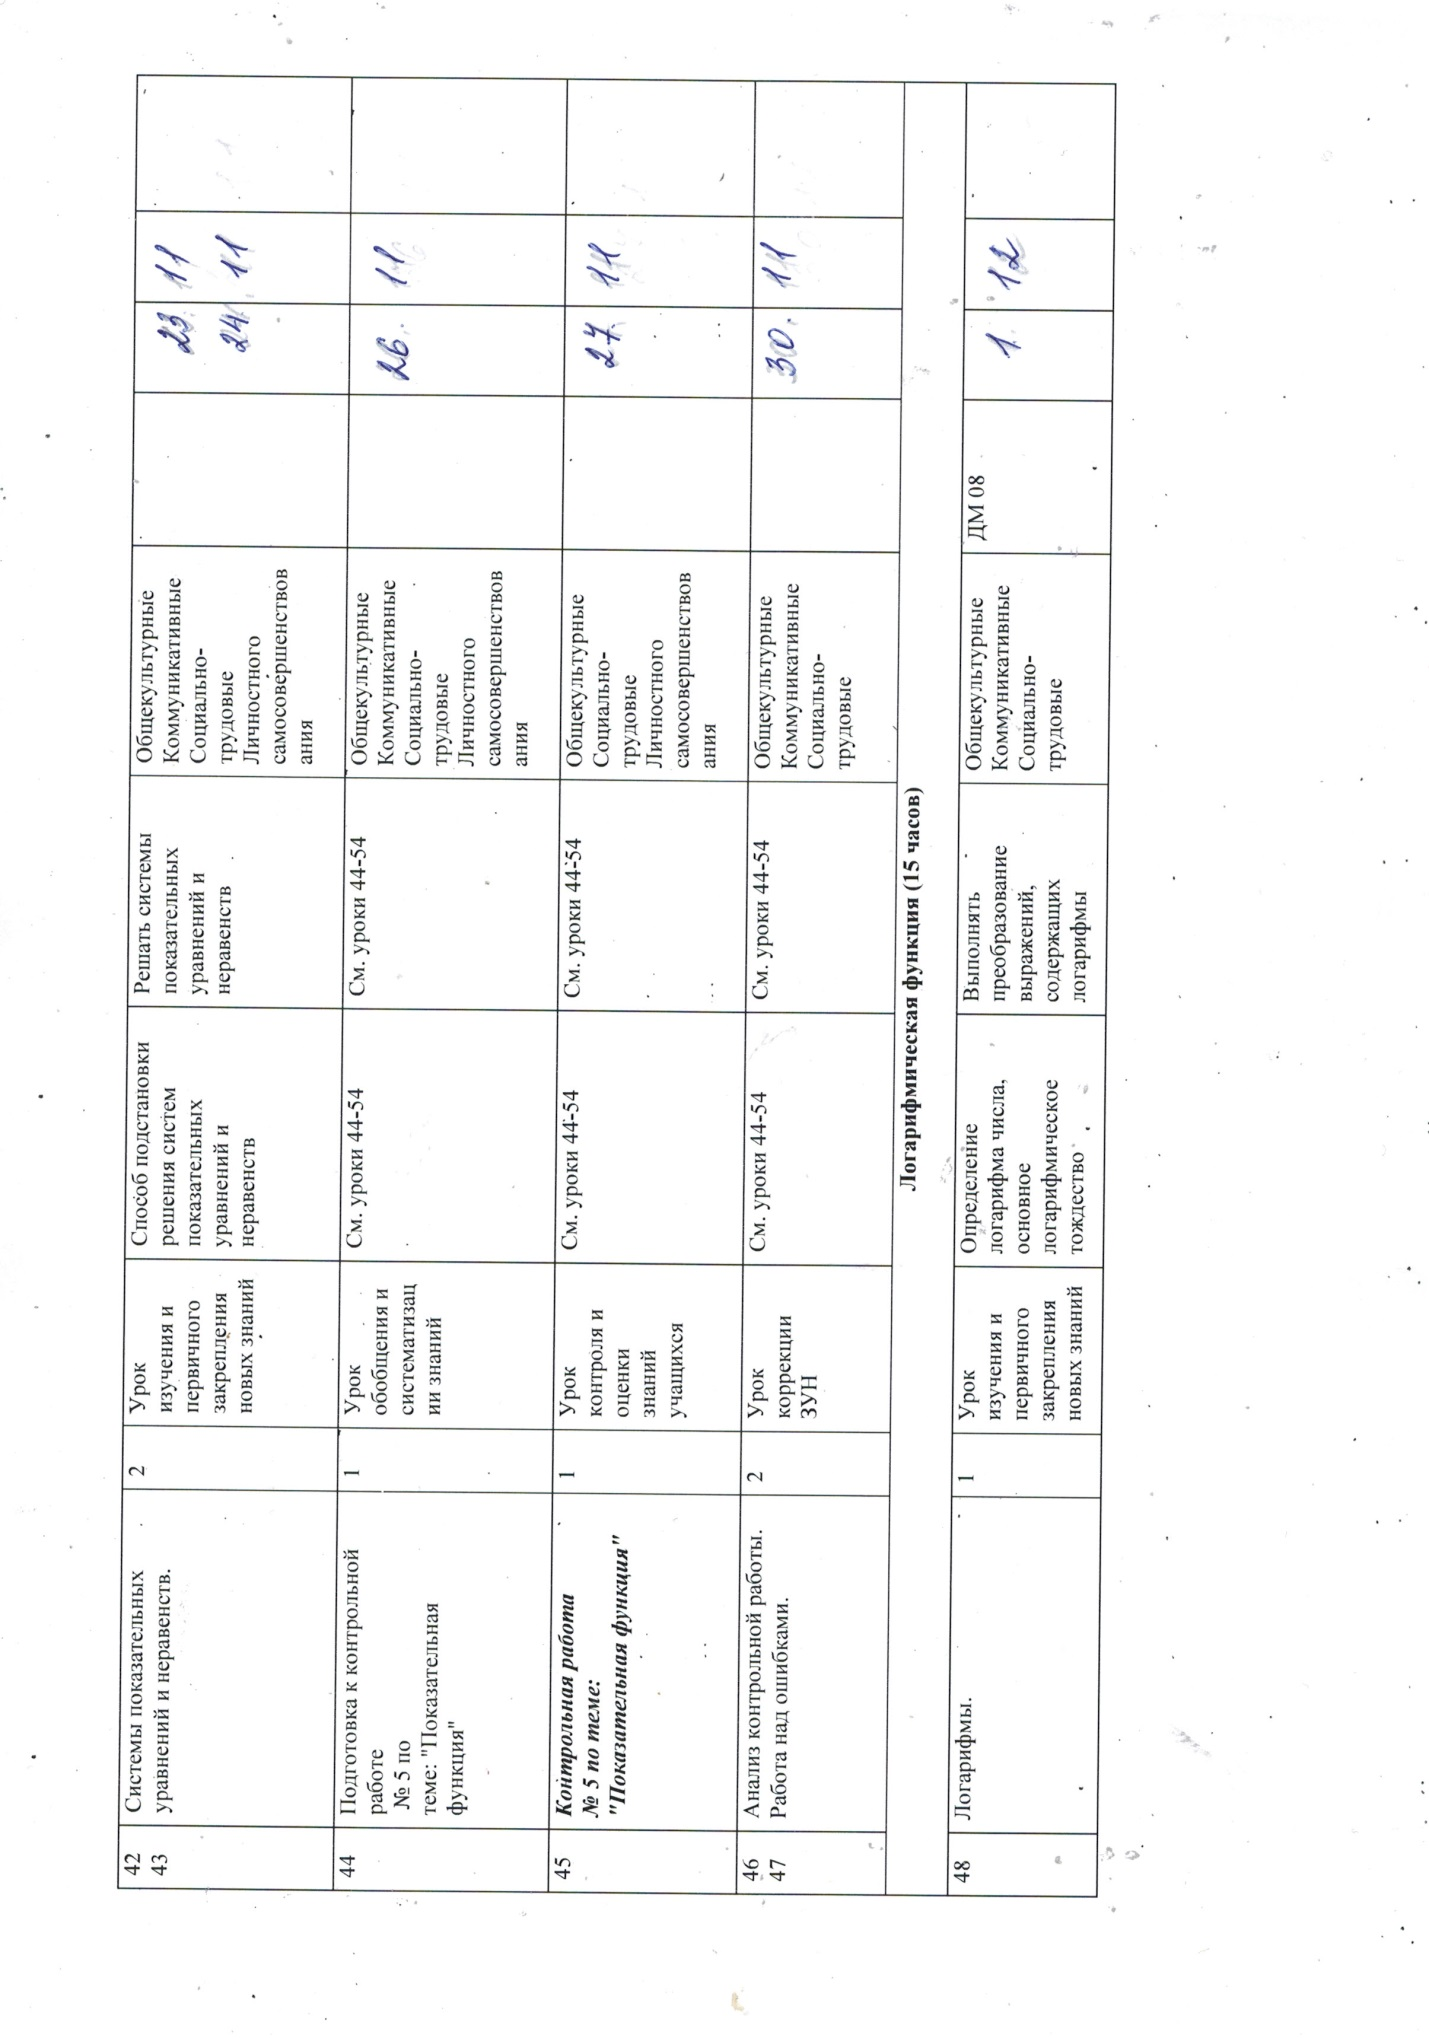 42
43
Системы показательных
уравнений и неравенств.
2
Урок
изучения и
первичного
закрепления
новых знаний
Способ подстановки
решения систем
показательных
уравнений и
неравенств
Решать системы
показательных
уравнений и
неравенств
Общекультурные
Коммуникативные
Социально-
трудовые
Личностного
самосовершенствов
ания
23. 11
24. 11
44
Подготовка к контрольной
работе
№ 5 по
теме: "Показательная
функция"
1
Урок
обобщения и
систематизац
ии знаний
См. уроки 44-54
См. уроки 44-54
Общекультурные
Коммуникативные
Социально-
трудовые
Личностного
самосовершенствов
ания
26. 11
45
Контрольная работа
№ 5 по теме:
"Показательная функция"
1
Урок
контроля и
оценки
знаний
учащихся
См. уроки 44-54
См. уроки 44-54
Общекультурные
Социально-
трудовые
Личностного
самосовершенствов
ания
27. 11
46
47
Анализ контрольной работы.
Работа над ошибками.
2
Урок
коррекции
ЗУН
См. уроки 44-54
См. уроки 44-54
Общекультурные
Коммуникативные
Социально-
трудовые
30. 11
Логарифмическая функция (15 часов)
48
Логарифмы.
1
Урок
изучения и
первичного
закрепления
новых знаний
Определение
логарифма числа,
основное
логарифмическое
тождество
Выполнять
преобразование
выражений,
содержащих
логарифмы
Общекультурные
Коммуникативные
Социально-
трудовые
ДМ 08
1. 12